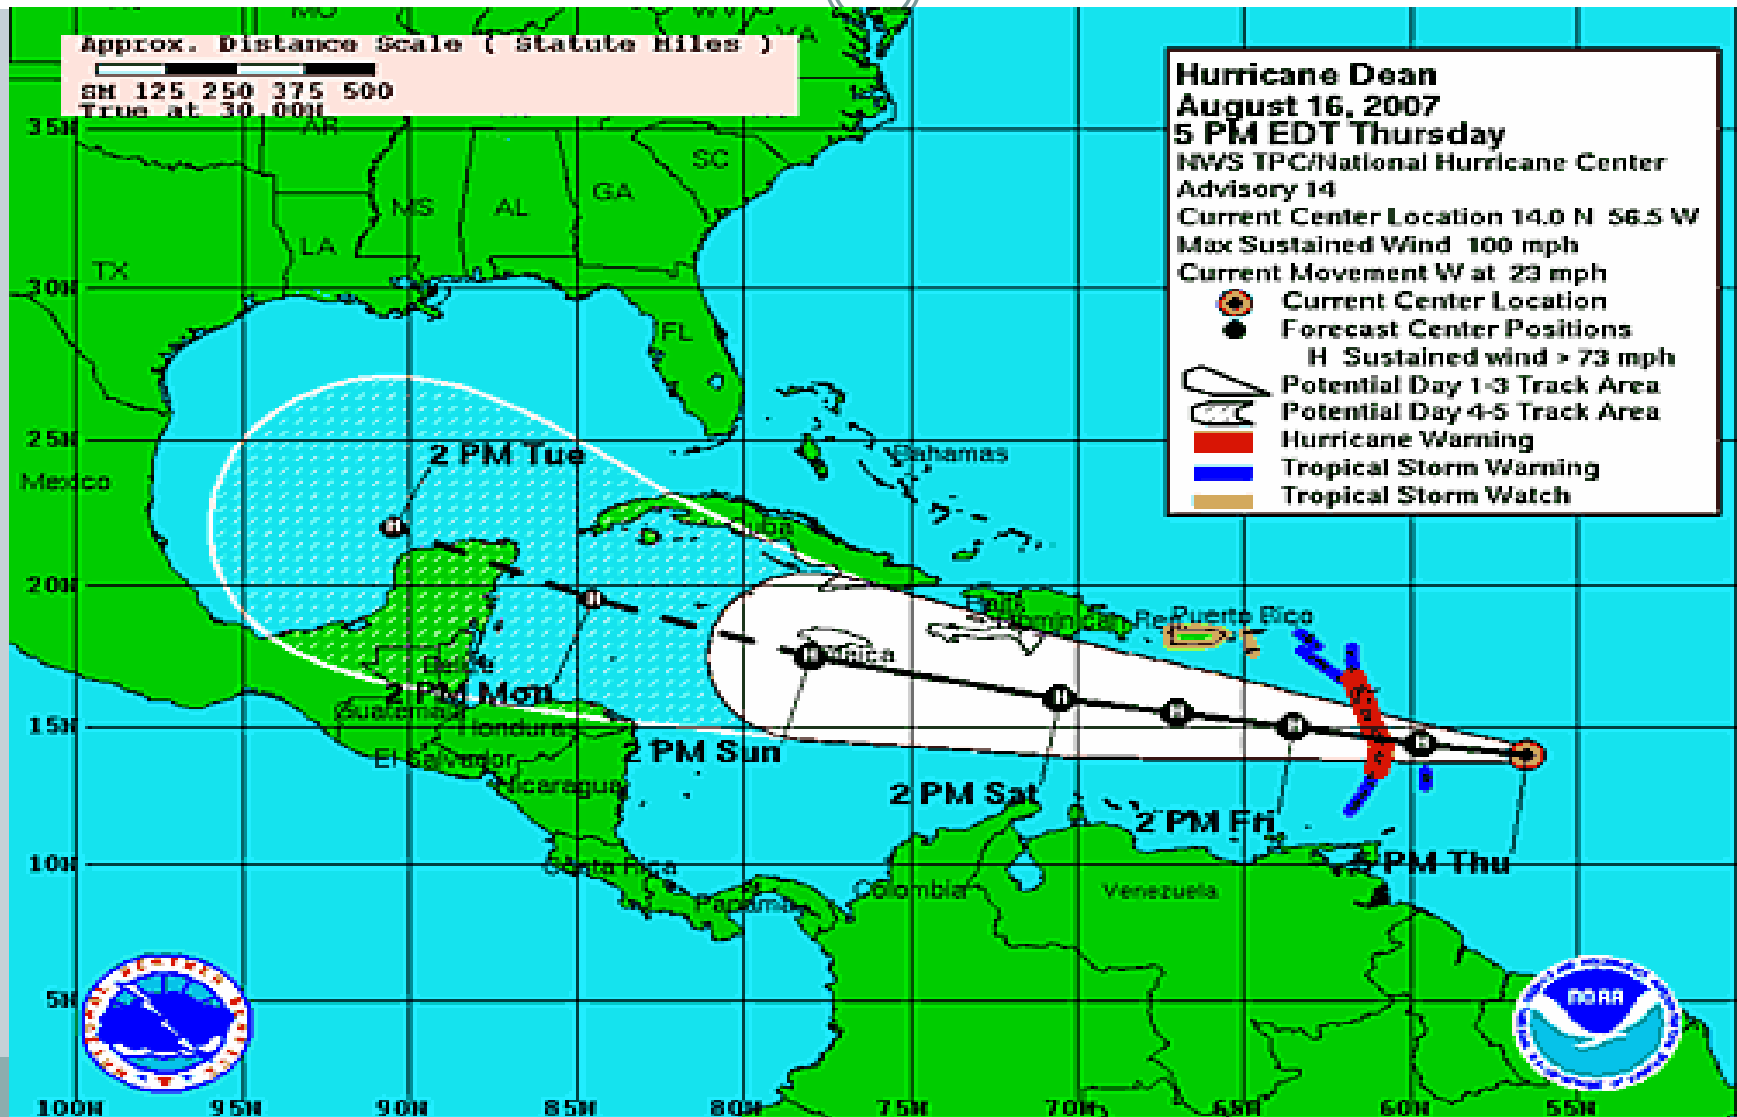 Approx. Distance Scale ( Statute Miles )
SM 125 250 375 500
True at 30.00N
Hurricane Dean
August 16, 2007
5 PM EDT Thursday
NWS TPC/National Hurricane Center
Advisory 14
Current Center Location 14.0 N 56.5 W
Max Sustained Wind 100 mph
Current Movement W at 23 mph
Current Center Location
Forecast Center Positions
H Sustained wind > 73 mph
Potential Day 1-3 Track Area
Potential Day 4-5 Track Area
Hurricane Warning
Tropical Storm Warning
Tropical Storm Watch
MO
VA
35N
AR
SC
GA
MS
AL
LA
TX
30N
FL
25N
2 PM Tue
Bahamas
Mexico
Cuba
20N
Puerto Rico
Dominican Rep
Belize
2 PM Mon
Guatemala
15N
Honduras
2 PM Sun
El Salvador
Nicaragua
2 PM Sat
2 PM Fri
10N
Costa Rica
5 PM Thu
Panama
Colombia
Venezuela
5N
NOAA
100W
95W
90W
85W
80W
75W
70W
65W
60W
55W